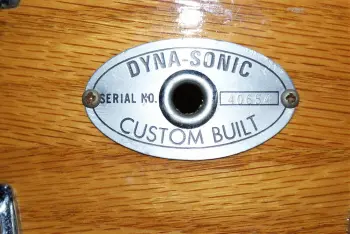 DYNA-SONIC
SERIAL NO.
CUSTOM BUILT